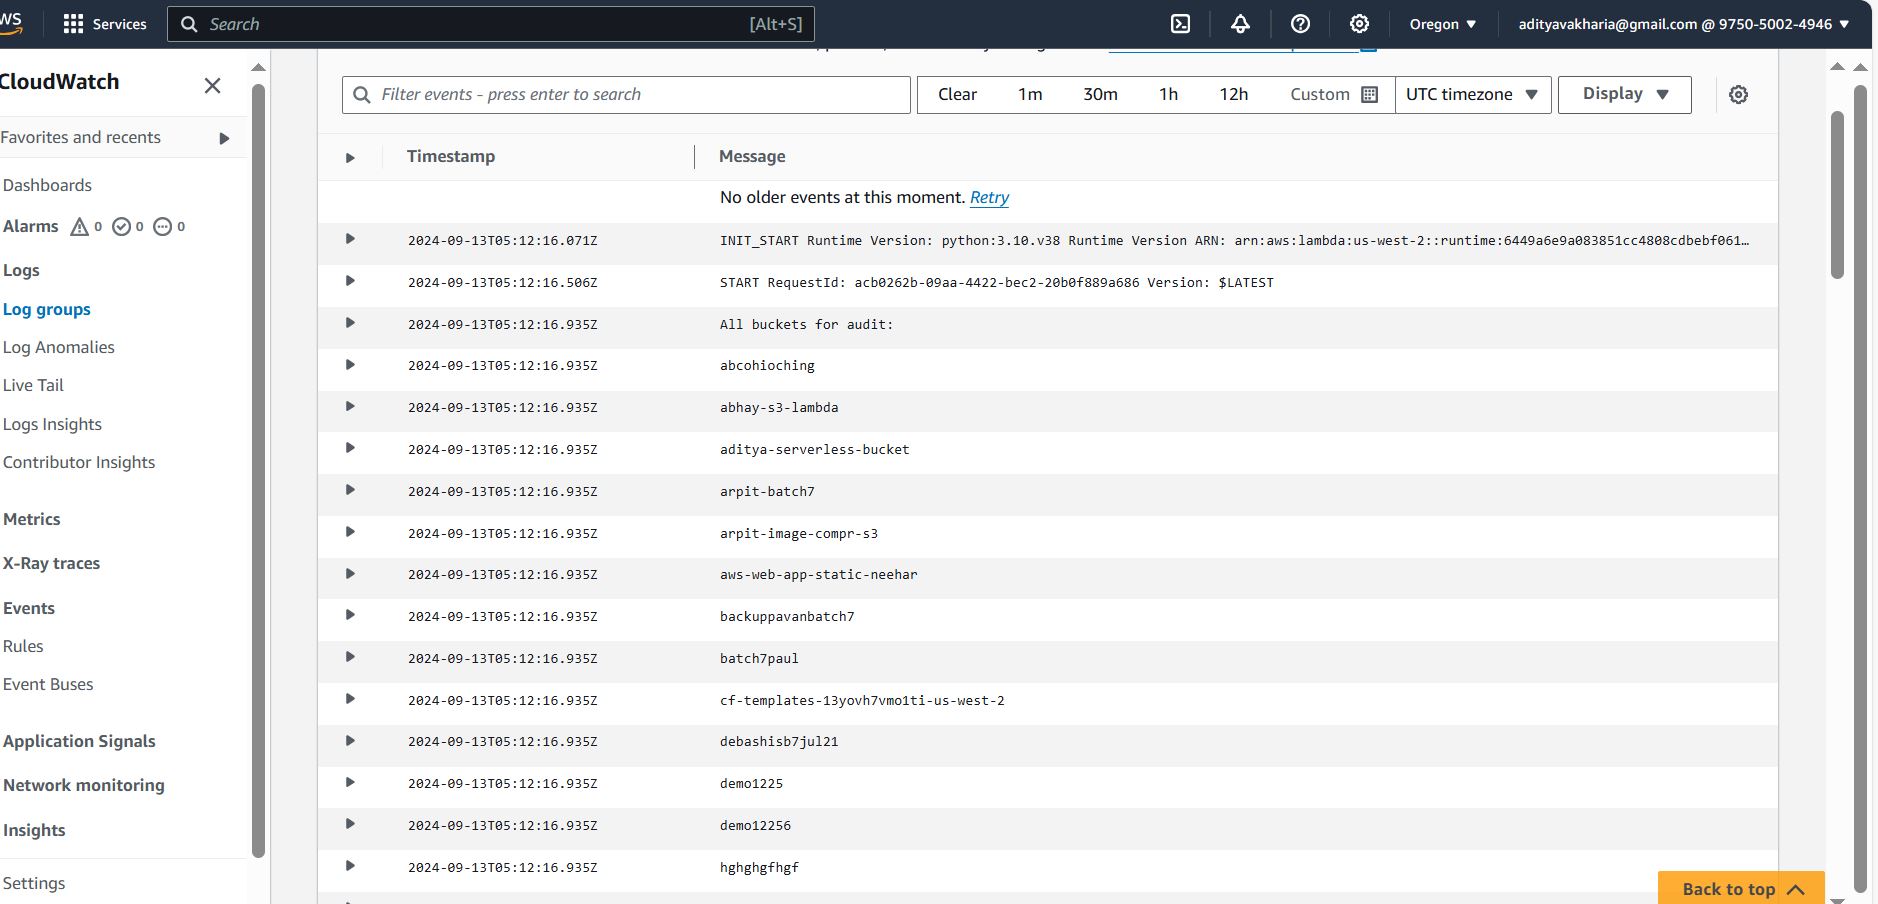 WS
Services
Search
[Alt+S]
Oregon
adityavakharia@gmail.com @ 9750-5002-4946
CloudWatch
Favorites and recents
Dashboards
Alarms 0 0 0
Logs
Log groups
Log Anomalies
Live Tail
Logs Insights
Contributor Insights
Metrics
X-Ray traces
Events
Rules
Event Buses
Application Signals
Network monitoring
Insights
Settings
Filter events - press enter to search
Clear 1m 30m 1h 12h Custom UTC timezone Display
Timestamp Message
No older events at this moment. Retry
2024-09-13T05:12:16.071Z INIT_START Runtime Version: python:3.10.v38 Runtime Version ARN: arn:aws:lambda:us-west-2::runtime:6449a6e9a083851cc4808cdbebf061…
2024-09-13T05:12:16.506Z START RequestId: acb0262b-09aa-4422-bec2-20b0f889a686 Version: $LATEST
2024-09-13T05:12:16.935Z All buckets for audit:
2024-09-13T05:12:16.935Z abcohioching
2024-09-13T05:12:16.935Z abhay-s3-lambda
2024-09-13T05:12:16.935Z aditya-serverless-bucket
2024-09-13T05:12:16.935Z arpit-batch7
2024-09-13T05:12:16.935Z arpit-image-compr-s3
2024-09-13T05:12:16.935Z aws-web-app-static-neehar
2024-09-13T05:12:16.935Z backuppavanbatch7
2024-09-13T05:12:16.935Z batch7paul
2024-09-13T05:12:16.935Z cf-templates-13yovh7vmo1ti-us-west-2
2024-09-13T05:12:16.935Z debashisb7jul21
2024-09-13T05:12:16.935Z demo1225
2024-09-13T05:12:16.935Z demo12256
2024-09-13T05:12:16.935Z hghghgfhgf
Back to top